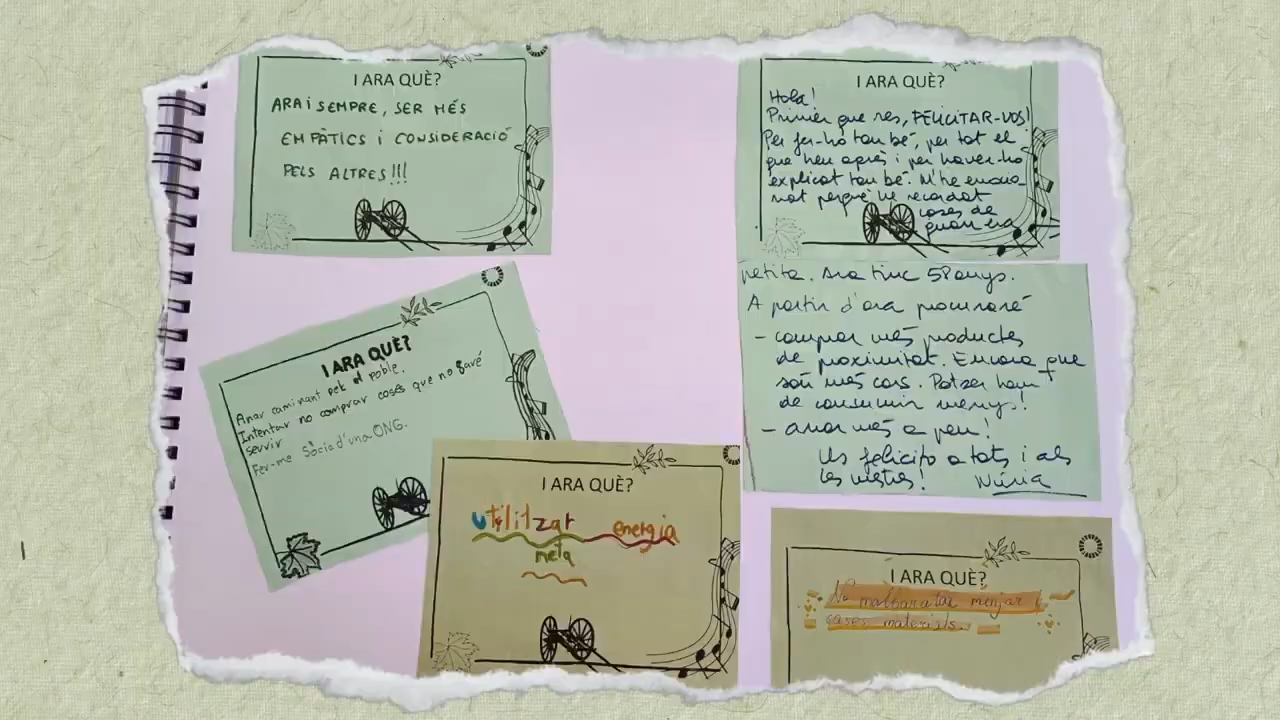 I ARA QUÈ?
ARA i SEMPRE, SER MÉS
EMPÀTICS i CONSIDERACIÓ
PELS ALTRES!!!
I ARA QUÈ?
Anar caminant pel el poble.
Intentar no comprar coses que no faré
servir
Fer-me Sòcia d'una ONG.
I ARA QUÈ?
utilitzar energia
neta
I ARA QUÈ?
Hola!
Primer que res, FELICITAR-VOS!
Per fer-ho tan bé, per tot el
que heu après i per haver-ho
explicat tan bé. M'he emocio-
nat perquè he recordat
coses de
quan era
petita. Ara tinc 58 anys.
A partir d'ara procuraré
- comprar més productes
de proximitat. Encara que
són més cars. Potser hem
de consumir menys!
- anar més a peu!
Us felicito a tots i als
les mestres! Núria
I ARA QUÈ?
No malbaratar menjar i
coses materials.